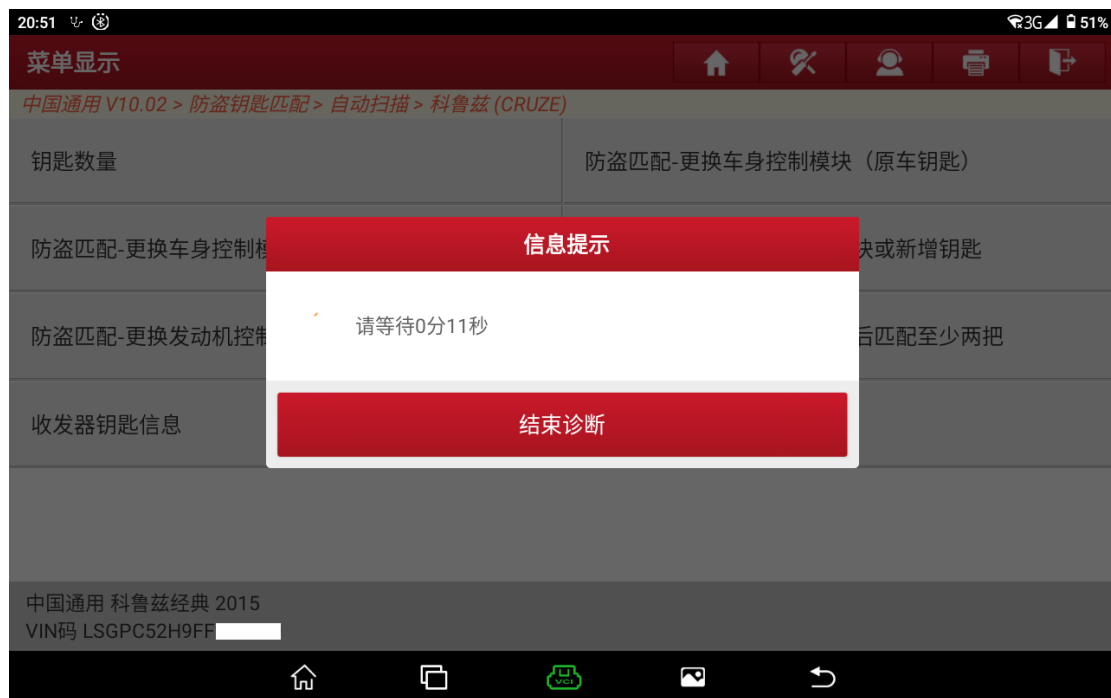 20:51
3G 51%
菜单显示
中国通用 V10.02 > 防盗钥匙匹配 > 自动扫描 > 科鲁兹 (CRUZE)
钥匙数量
防盗匹配-更换车身控制模块（原车钥匙）
防盗匹配-更换车身控制
块或新增钥匙
防盗匹配-更换发动机控制
后匹配至少两把
收发器钥匙信息
信息提示
请等待0分11秒
结束诊断
中国通用 科鲁兹经典 2015
VIN码 LSGPC52H9FF
VCI